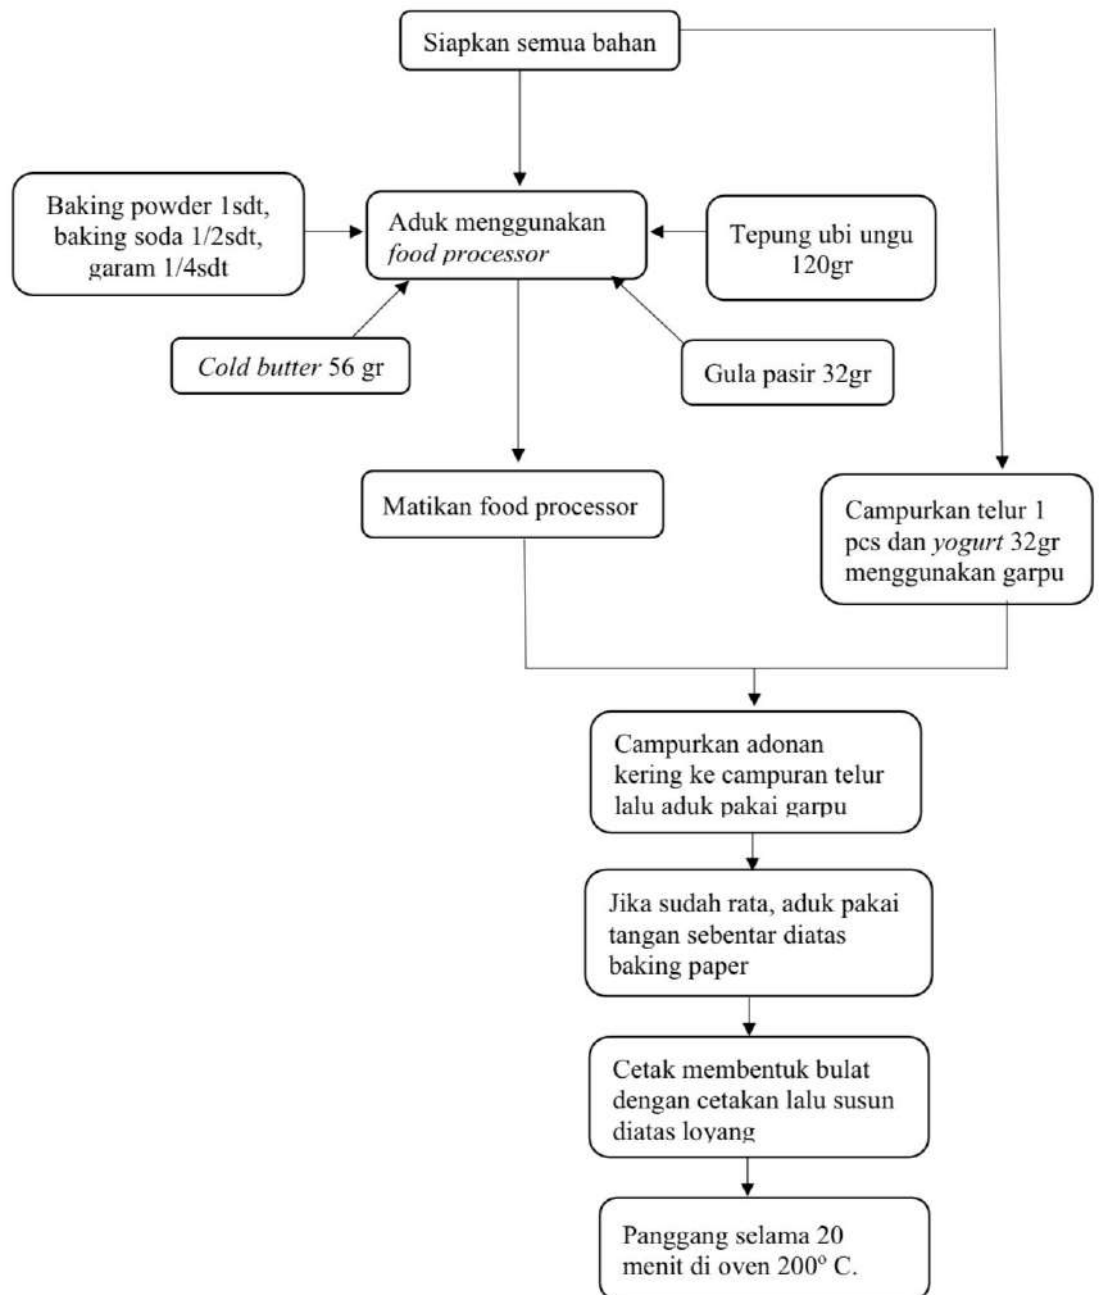 Siapkan semua bahan
Baking powder 1sdt,
baking soda 1/2sdt,
garam 1/4sdt
Aduk menggunakan
food processor
Tepung ubi ungu
120gr
Cold butter 56 gr
Gula pasir 32gr
Matikan food processor
Campurkan telur 1
pcs dan yogurt 32gr
menggunakan garpu
Campurkan adonan
kering ke campuran telur
lalu aduk pakai garpu
Jika sudah rata, aduk pakai
tangan sebentar diatas
baking paper
Cetak membentuk bulat
dengan cetakan lalu susun
diatas loyang
Panggang selama 20
menit di oven 200º C.